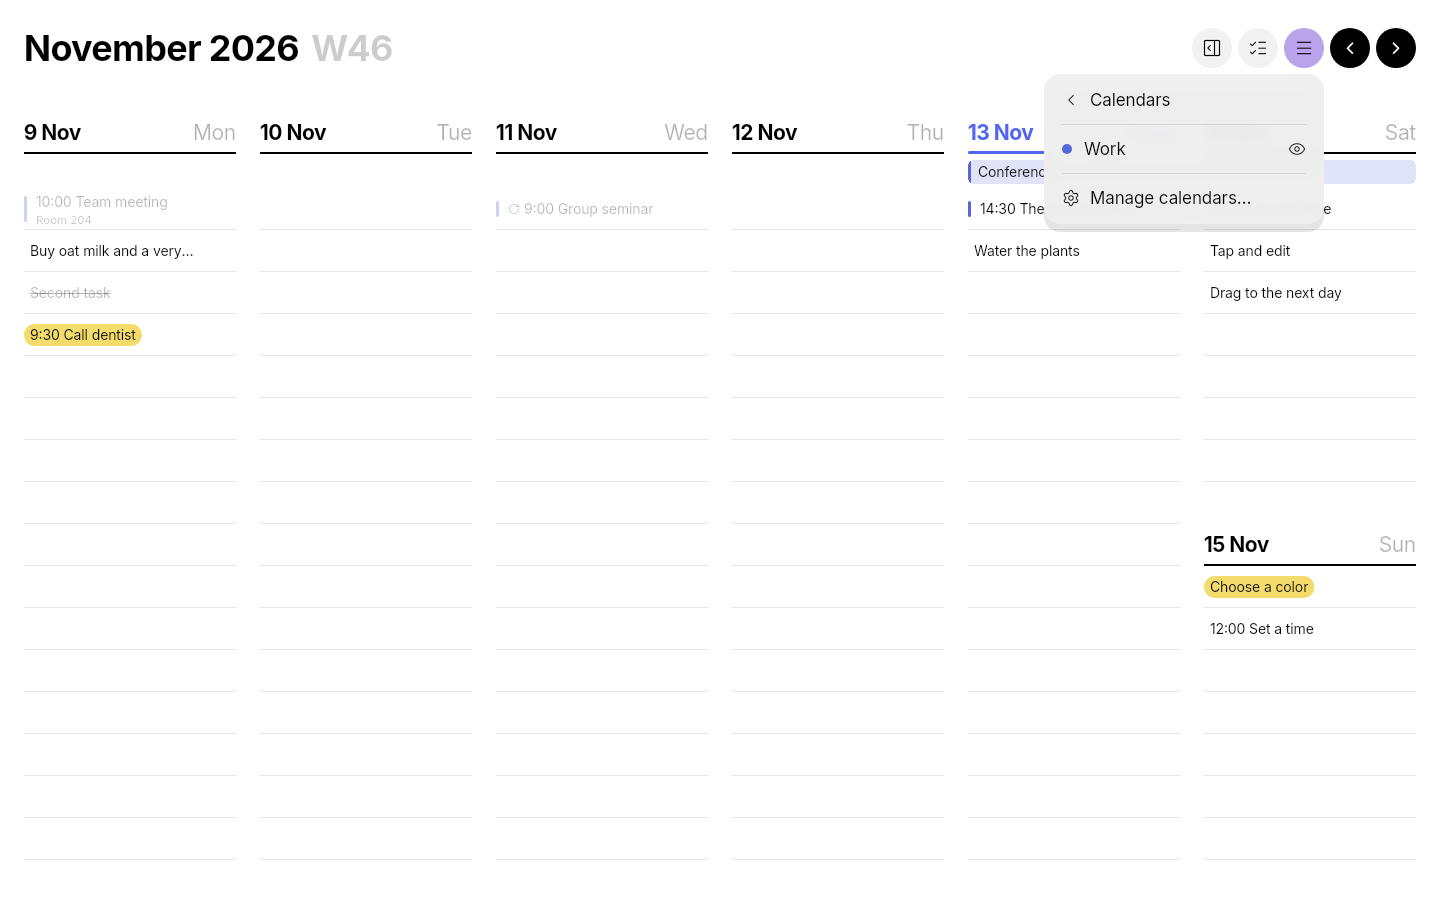 November 2026 W46
Calendars
Work
Manage calendars...
9 Nov Mon
10:00 Team meeting
Room 204
Buy oat milk and a very...
Second task
9:30 Call dentist
10 Nov Tue
11 Nov Wed
9:00 Group seminar
12 Nov Thu
13 Nov
14:30
Water the plants
Sat
Tap and edit
Drag to the next day
15 Nov Sun
Choose a color
12:00 Set a time